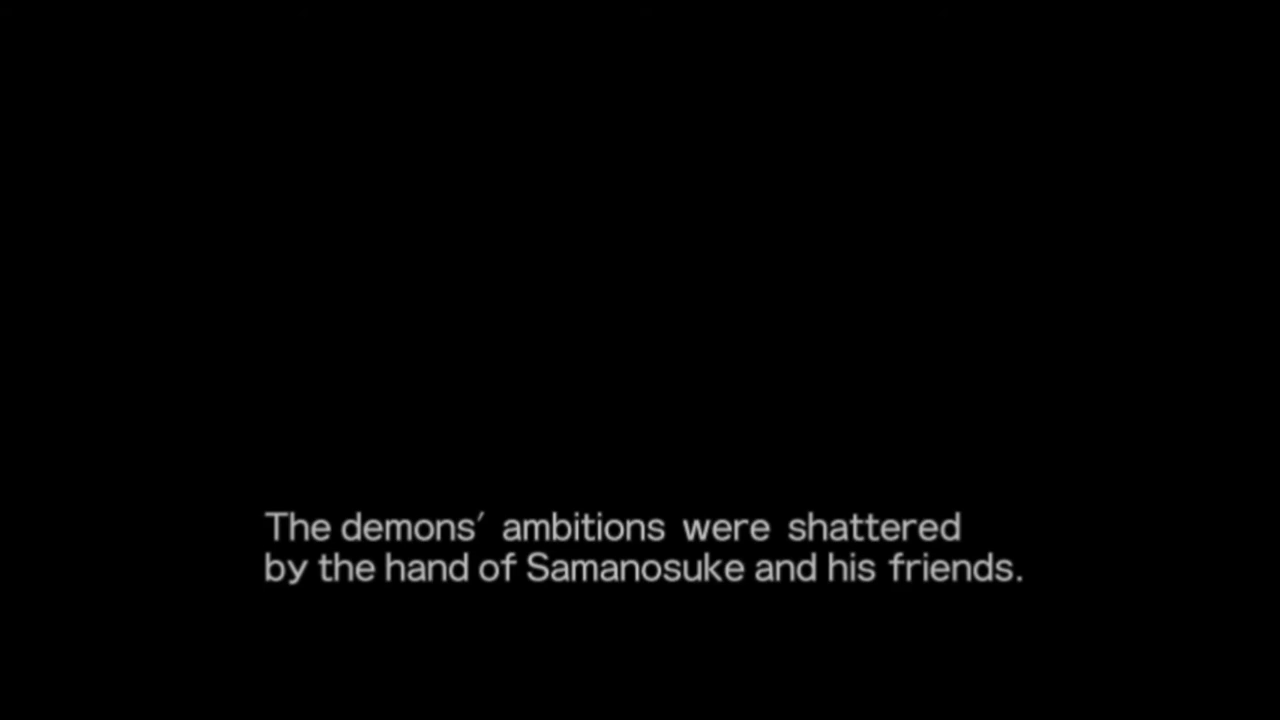 The demons' ambitions were shattered
by the hand of Samanosuke and his friends.